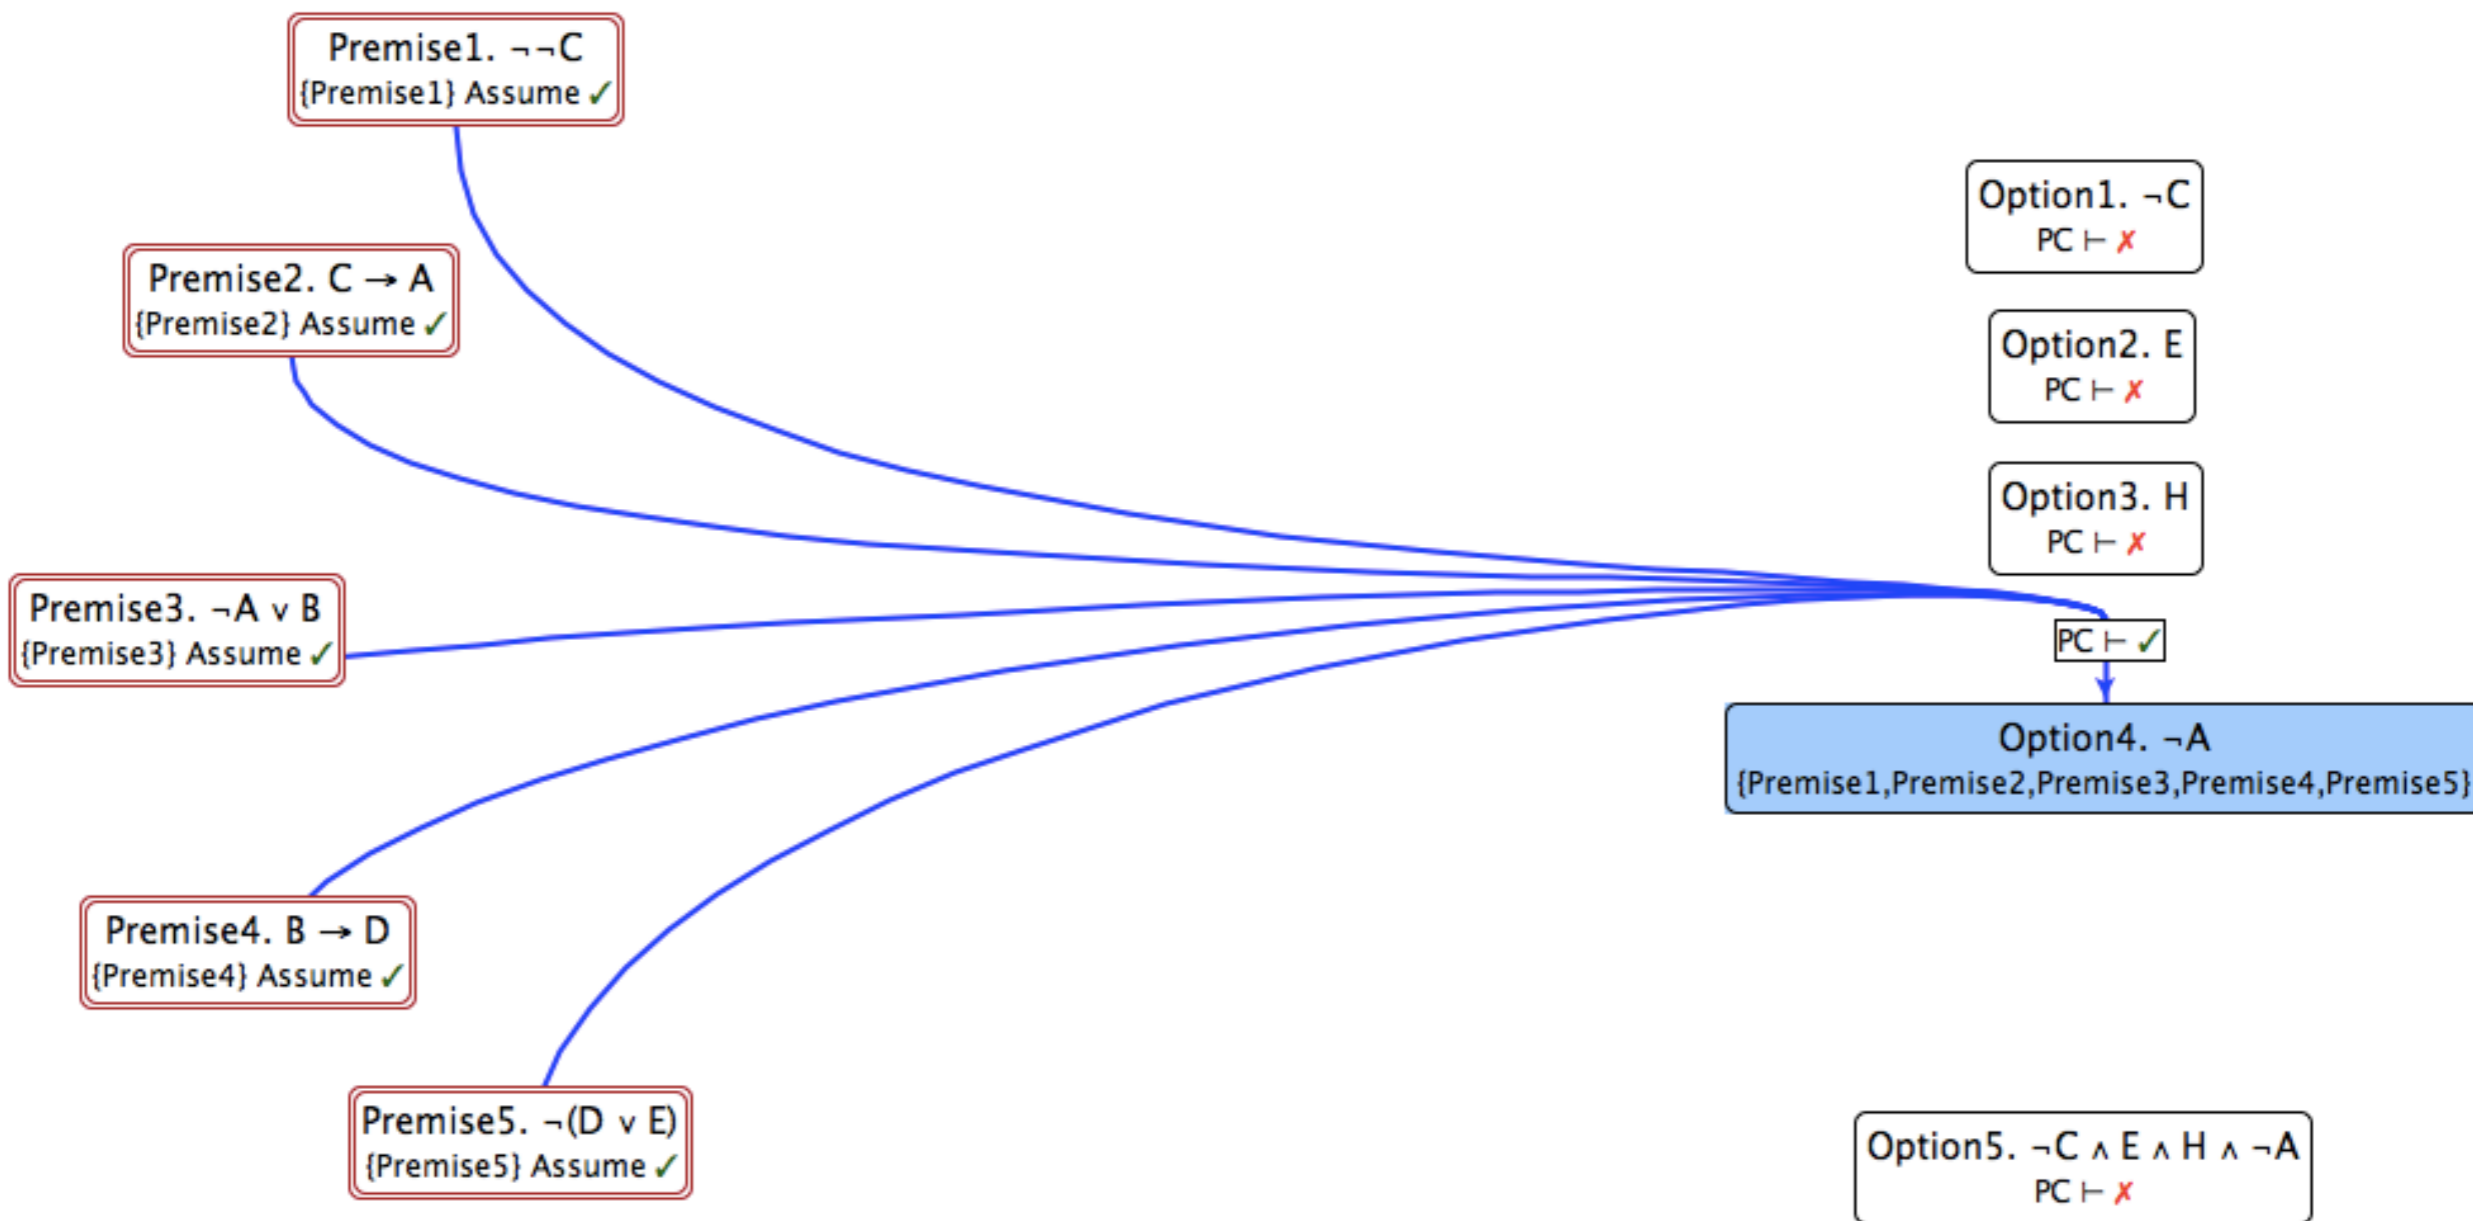 Premise1. ¬¬C
{Premise1} Assume ✓
Option1. ¬C
PC ⊢ ✗
Premise2. C → A
{Premise2} Assume ✓
Option2. E
PC ⊢ ✗
Option3. H
PC ⊢ ✗
Premise3. ¬A ∨ B
{Premise3} Assume ✓
PC ⊢ ✓
Option4. ¬A
{Premise1,Premise2,Premise3,Premise4,Premise5}
Premise4. B → D
{Premise4} Assume ✓
Premise5. ¬(D ∨ E)
{Premise5} Assume ✓
Option5. ¬C ∧ E ∧ H ∧ ¬A
PC ⊢ ✗